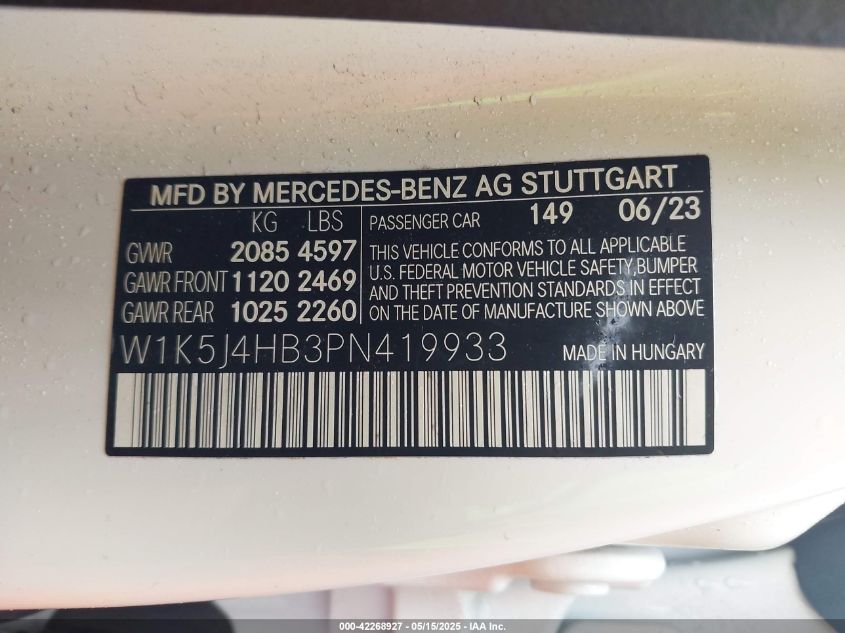 MFD BY MERCEDES-BENZ AG STUTTGART
KG LBS
GVWR 2085 4597
GAWR FRONT 1120 2469
GAWR REAR 1025 2260
PASSENGER CAR 149 06/23
THIS VEHICLE CONFORMS TO ALL APPLICABLE
U.S. FEDERAL MOTOR VEHICLE SAFETY,BUMPER
AND THEFT PREVENTION STANDARDS IN EFFECT
ON THE DATE OF MANUFACTURE SHOWN ABOVE
W1K5J4HB3PN419933 MADE IN HUNGARY
000-42268927 - 05/15/2025 - IAA Inc.